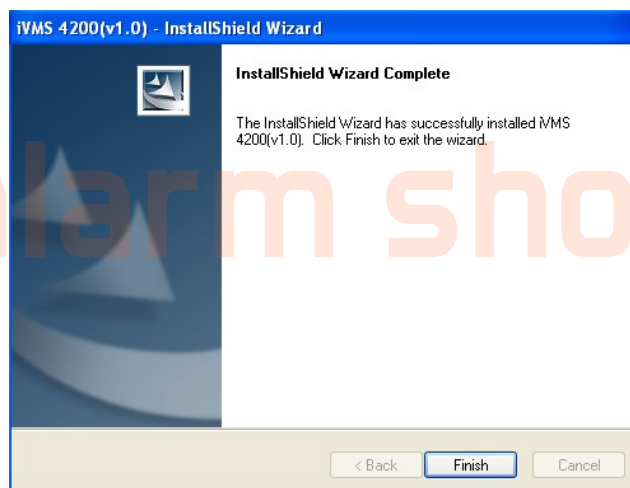 iVMS 4200(v1.0) - InstallShield Wizard
InstallShield Wizard Complete
The InstallShield Wizard has successfully installed iVMS
4200(v1.0). Click Finish to exit the wizard.
alarm sho
< Back
Finish
Cancel